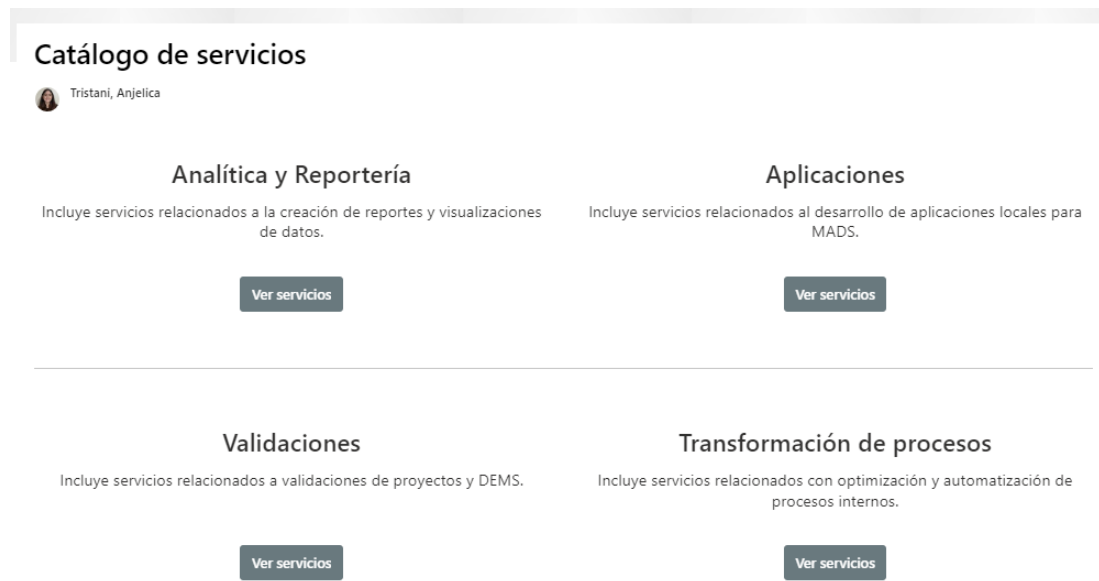 Catálogo de servicios
Tristani, Anjelica
Analítica y Reportería
Incluye servicios relacionados a la creación de reportes y visualizaciones
de datos.
Ver servicios
Aplicaciones
Incluye servicios relacionados al desarrollo de aplicaciones locales para
MADS.
Ver servicios
Validaciones
Incluye servicios relacionados a validaciones de proyectos y DEMS.
Ver servicios
Transformación de procesos
Incluye servicios relacionados con optimización y automatización de
procesos internos.
Ver servicios